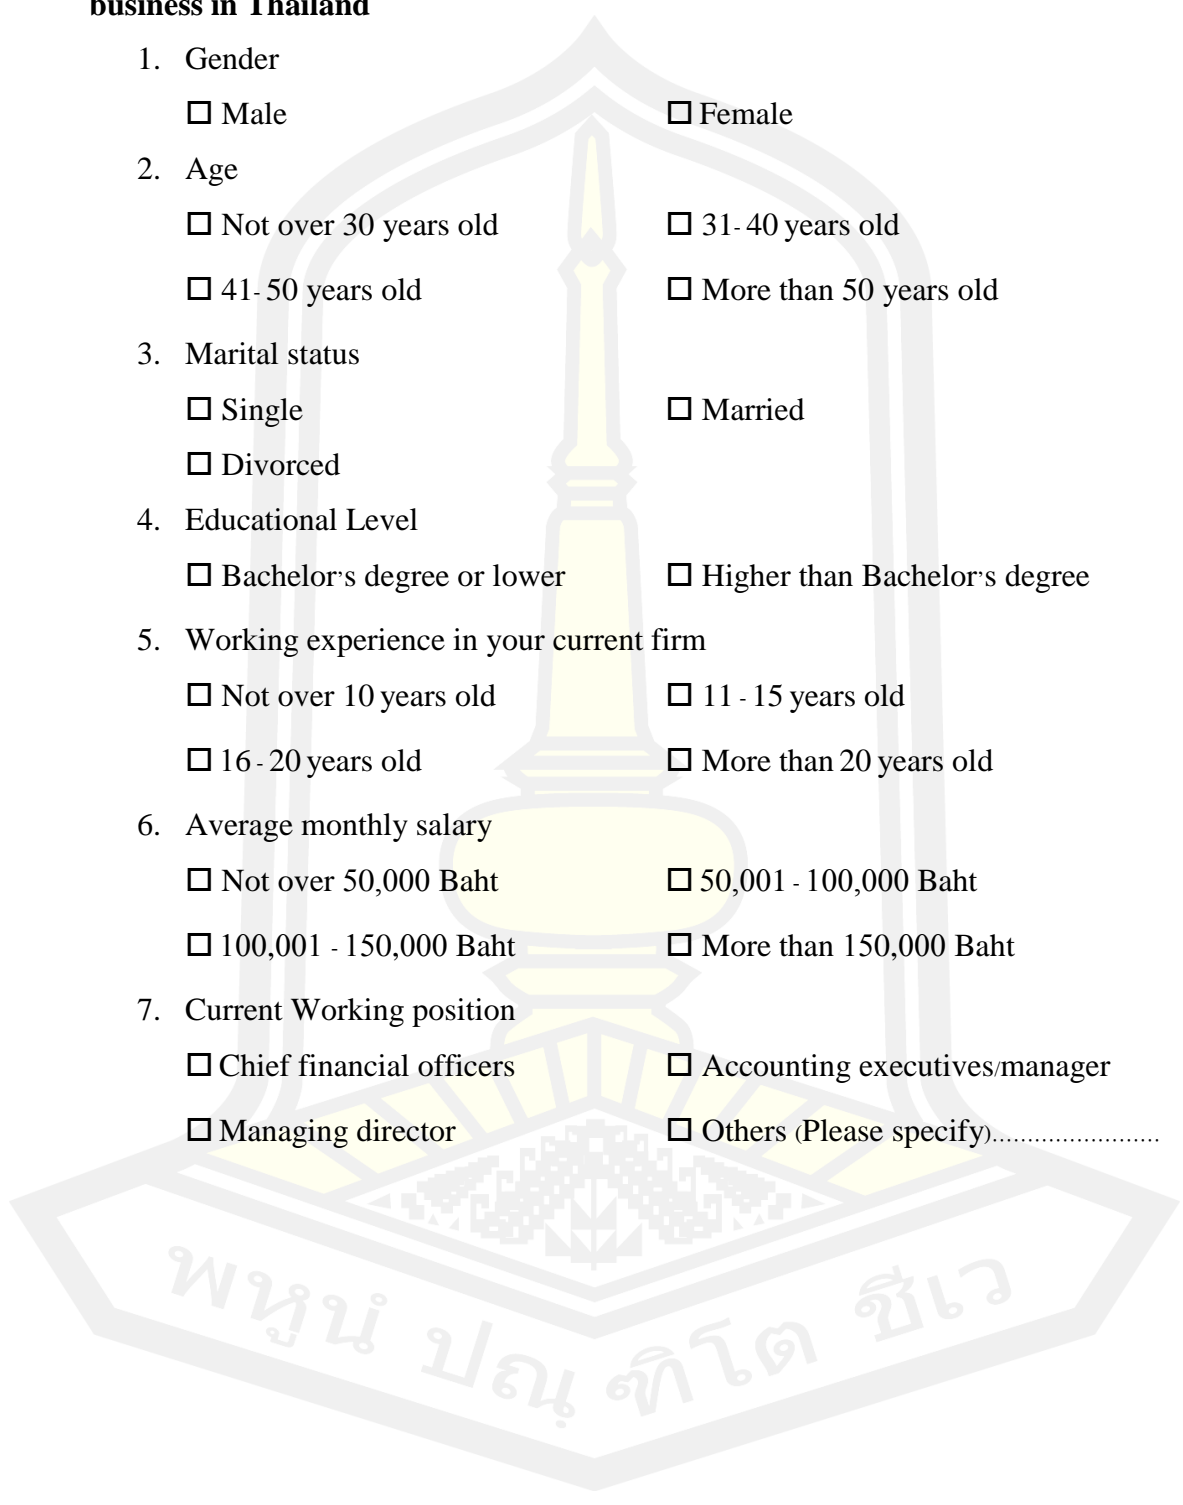 business in Thailand
1. Gender
☐ Male ☐ Female
2. Age
☐ Not over 30 years old ☐ 31- 40 years old
☐ 41- 50 years old ☐ More than 50 years old
3. Marital status
☐ Single ☐ Married
☐ Divorced
4. Educational Level
☐ Bachelor's degree or lower ☐ Higher than Bachelor's degree
5. Working experience in your current firm
☐ Not over 10 years old ☐ 11 - 15 years old
☐ 16 - 20 years old ☐ More than 20 years old
6. Average monthly salary
☐ Not over 50,000 Baht ☐ 50,001 - 100,000 Baht
☐ 100,001 - 150,000 Baht ☐ More than 150,000 Baht
7. Current Working position
☐ Chief financial officers ☐ Accounting executives/manager
☐ Managing director ☐ Others (Please specify)........................
พหูนํ ปณฺฑิโต ชีเว